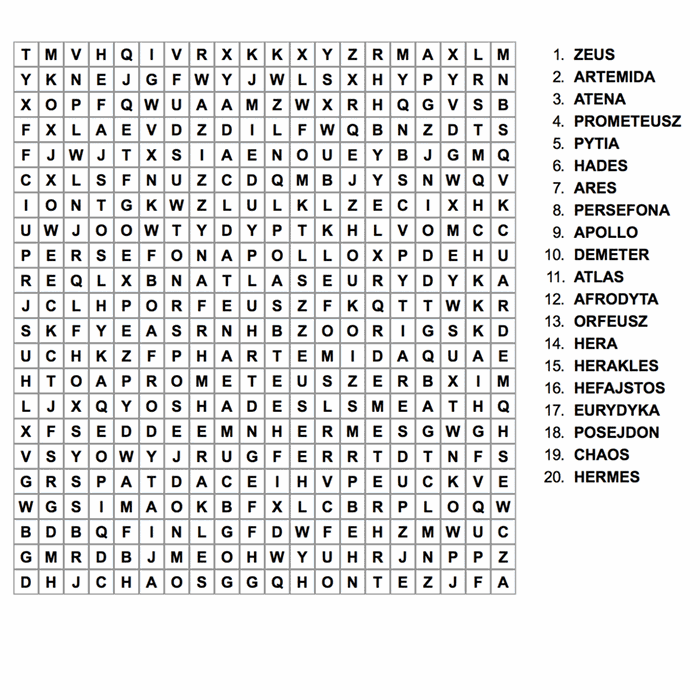 T M V H Q I V R X K K X Y Z R M A X L M
Y K N E J G F W Y J W L S X H Y P Y R N
X O P F Q W U A A M Z W X R H Q G V S B
F X L A E V D Z D I L F W Q B N Z D T S
F J W J T X S I A E N O U E Y B J G M Q
C X L S F N U Z C D Q M B J Y S N W Q V
I O N T G K W Z L U L K L Z E C I X H K
U W J O O W T Y D Y P T K H L V O M C C
P E R S E F O N A P O L L O X P D E H U
R E Q L X B N A T L A S E U R Y D Y K A
J C L H P O R F E U S Z F K Q T T W K R
S K F Y E A S R N H B Z O O R I G S K D
U C H K Z F P H A R T E M I D A Q U A E
H T O A P R O M E T E U S Z E R B X I M
L J X Q Y O S H A D E S L S M E A T H Q
X F S E D D E E M N H E R M E S G W G H
V S Y O W Y J R U G F E R R T D T N F S
G R S P A T D A C E I H V P E U C K V E
W G S I M A O K B F X L C B R P L O Q W
B D B Q F I N L G F D W F E H Z M W U C
G M R D B J M E O H W Y U H R J N P P Z
D H J C H A O S G G Q H O N T E Z J F A
1. ZEUS
2. ARTEMIDA
3. ATENA
4. PROMETEUSZ
5. PYTIA
6. HADES
7. ARES
8. PERSEFONA
9. APOLLO
10. DEMETER
11. ATLAS
12. AFRODYTA
13. ORFEUSZ
14. HERA
15. HERAKLES
16. HEFAJSTOS
17. EURYDYKA
18. POSEJDON
19. CHAOS
20. HERMES